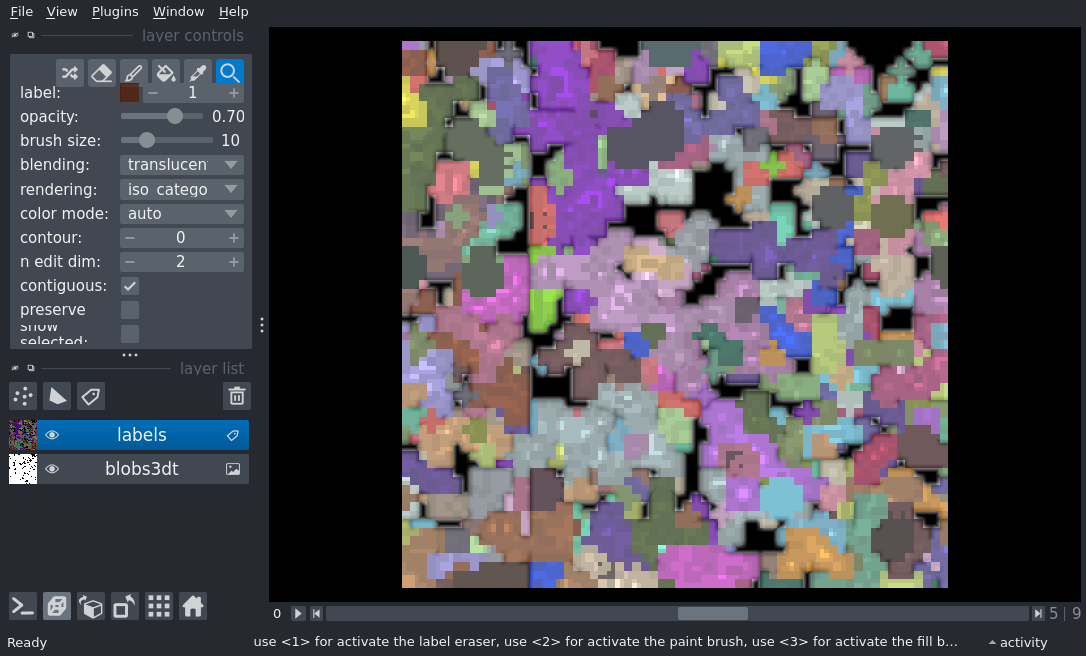 File View Plugins Window Help
layer controls
label: 1
opacity: 0.70
brush size: 10
blending: translucen
rendering: iso_catego
color mode: auto
contour: 0
n edit dim: 2
contiguous:
preserve
show
selected:
layer list
labels
blobs3dt
0 5 | 9
Ready use <1> for activate the label eraser, use <2> for activate the paint brush, use <3> for activate the fill b... activity